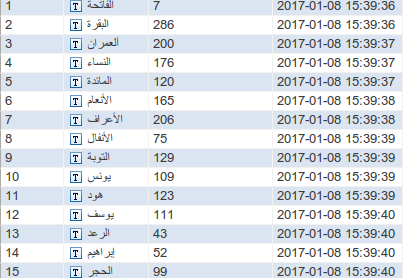 1 T الفاتحة 7 2017-01-08 15:39:36
2 T البقرة 286 2017-01-08 15:39:36
3 T آلعمران 200 2017-01-08 15:39:37
4 T النساء 176 2017-01-08 15:39:37
5 T المائدة 120 2017-01-08 15:39:37
6 T الأنعام 165 2017-01-08 15:39:38
7 T الأعراف 206 2017-01-08 15:39:38
8 T الأنفال 75 2017-01-08 15:39:39
9 T التوبة 129 2017-01-08 15:39:39
10 T يونس 109 2017-01-08 15:39:39
11 T هود 123 2017-01-08 15:39:39
12 T يوسف 111 2017-01-08 15:39:40
13 T الرعد 43 2017-01-08 15:39:40
14 T إبراهيم 52 2017-01-08 15:39:40
15 T الحجر 99 2017-01-08 15:39:40